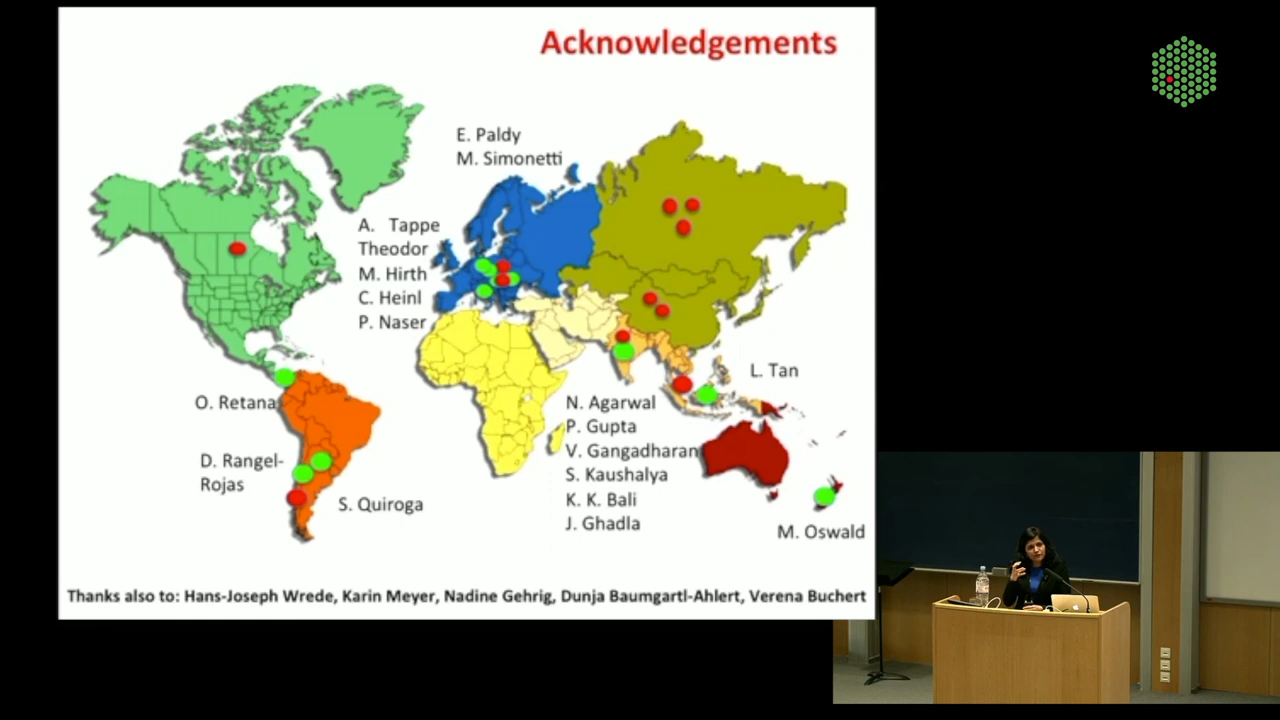 Acknowledgements
E. Paldy
M. Simonetti
A. Tappe
Theodor
M. Hirth
C. Heinl
P. Naser
L. Tan
O. Retana
N. Agarwal
P. Gupta
V. Gangadharan
S. Kaushalya
K. K. Bali
J. Ghadla
D. Rangel-
Rojas
S. Quiroga
M. Oswald
Thanks also to: Hans-Joseph Wrede, Karin Meyer, Nadine Gehrig, Dunja Baumgartl-Ahlert, Verena Buchert